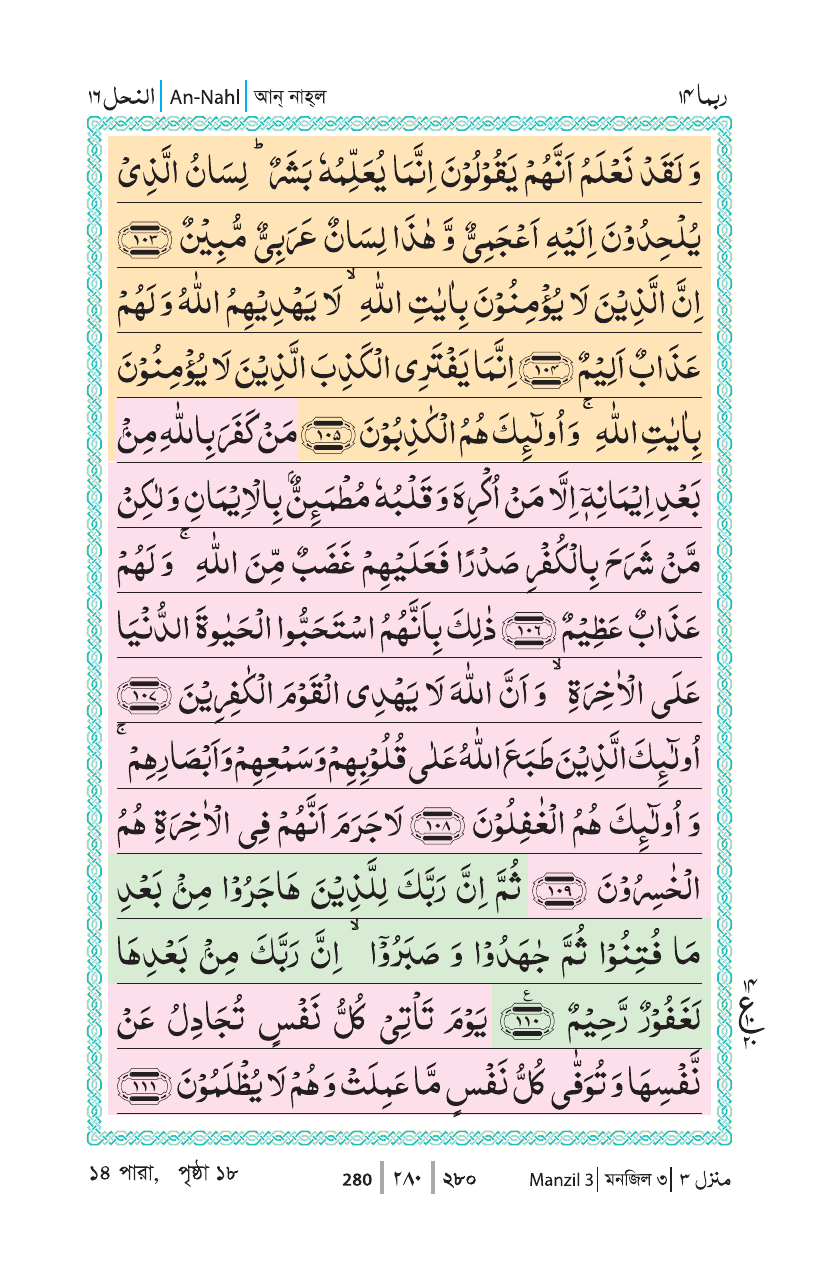 النحل ١٦ | An-Nahl | আন্ নাহ্‌ল ربما ١٤
وَ لَقَدْ نَعْلَمُ اَنَّهُمْ يَقُوْلُوْنَ اِنَّمَا يُعَلِّمُهٗ بَشَرٌ ؕ لِسَانُ الَّذِىْ
يُلْحِدُوْنَ اِلَيْهِ اَعْجَمِىٌّ وَّ هٰذَا لِسَانٌ عَرَبِىٌّ مُّبِيْنٌ ﴿١٠٣﴾
اِنَّ الَّذِيْنَ لَا يُؤْمِنُوْنَ بِاٰيٰتِ اللّٰهِ ۙ لَا يَهْدِيْهِمُ اللّٰهُ وَ لَهُمْ
عَذَابٌ اَلِيْمٌ ﴿١٠٤﴾ اِنَّمَا يَفْتَرِى الْكَذِبَ الَّذِيْنَ لَا يُؤْمِنُوْنَ
بِاٰيٰتِ اللّٰهِ ۚ وَ اُولٰٓئِكَ هُمُ الْكٰذِبُوْنَ ﴿١٠٥﴾ مَنْ كَفَرَ بِاللّٰهِ مِنْۢ
بَعْدِ اِيْمَانِهٖۤ اِلَّا مَنْ اُكْرِهَ وَ قَلْبُهٗ مُطْمَئِنٌّۢ بِالْاِيْمَانِ وَ لٰكِنْ
مَّنْ شَرَحَ بِالْكُفْرِ صَدْرًا فَعَلَيْهِمْ غَضَبٌ مِّنَ اللّٰهِ ۚ وَ لَهُمْ
عَذَابٌ عَظِيْمٌ ﴿١٠٦﴾ ذٰلِكَ بِاَنَّهُمُ اسْتَحَبُّوا الْحَيٰوةَ الدُّنْيَا
عَلَى الْاٰخِرَةِ ۙ وَ اَنَّ اللّٰهَ لَا يَهْدِى الْقَوْمَ الْكٰفِرِيْنَ ﴿١٠٧﴾
اُولٰٓئِكَ الَّذِيْنَ طَبَعَ اللّٰهُ عَلٰى قُلُوْبِهِمْ وَ سَمْعِهِمْ وَ اَبْصَارِهِمْ ۚ
وَ اُولٰٓئِكَ هُمُ الْغٰفِلُوْنَ ﴿١٠٨﴾ لَا جَرَمَ اَنَّهُمْ فِى الْاٰخِرَةِ هُمُ
الْخٰسِرُوْنَ ﴿١٠٩﴾ ثُمَّ اِنَّ رَبَّكَ لِلَّذِيْنَ هَاجَرُوْا مِنْۢ بَعْدِ
مَا فُتِنُوْا ثُمَّ جٰهَدُوْا وَ صَبَرُوْۤا ۙ اِنَّ رَبَّكَ مِنْۢ بَعْدِهَا
لَغَفُوْرٌ رَّحِيْمٌ ﴿١١٠﴾ ع يَوْمَ تَاْتِىْ كُلُّ نَفْسٍ تُجَادِلُ عَنْ
نَّفْسِهَا وَ تُوَفّٰى كُلُّ نَفْسٍ مَّا عَمِلَتْ وَ هُمْ لَا يُظْلَمُوْنَ ﴿١١١﴾
١٤
ع ١٠
٢٠
১৪ পারা, পৃষ্ঠা ১৮ 280 | ٢٨٠ | ২৮০ Manzil 3 | মনজিল ৩ | منزل ٣